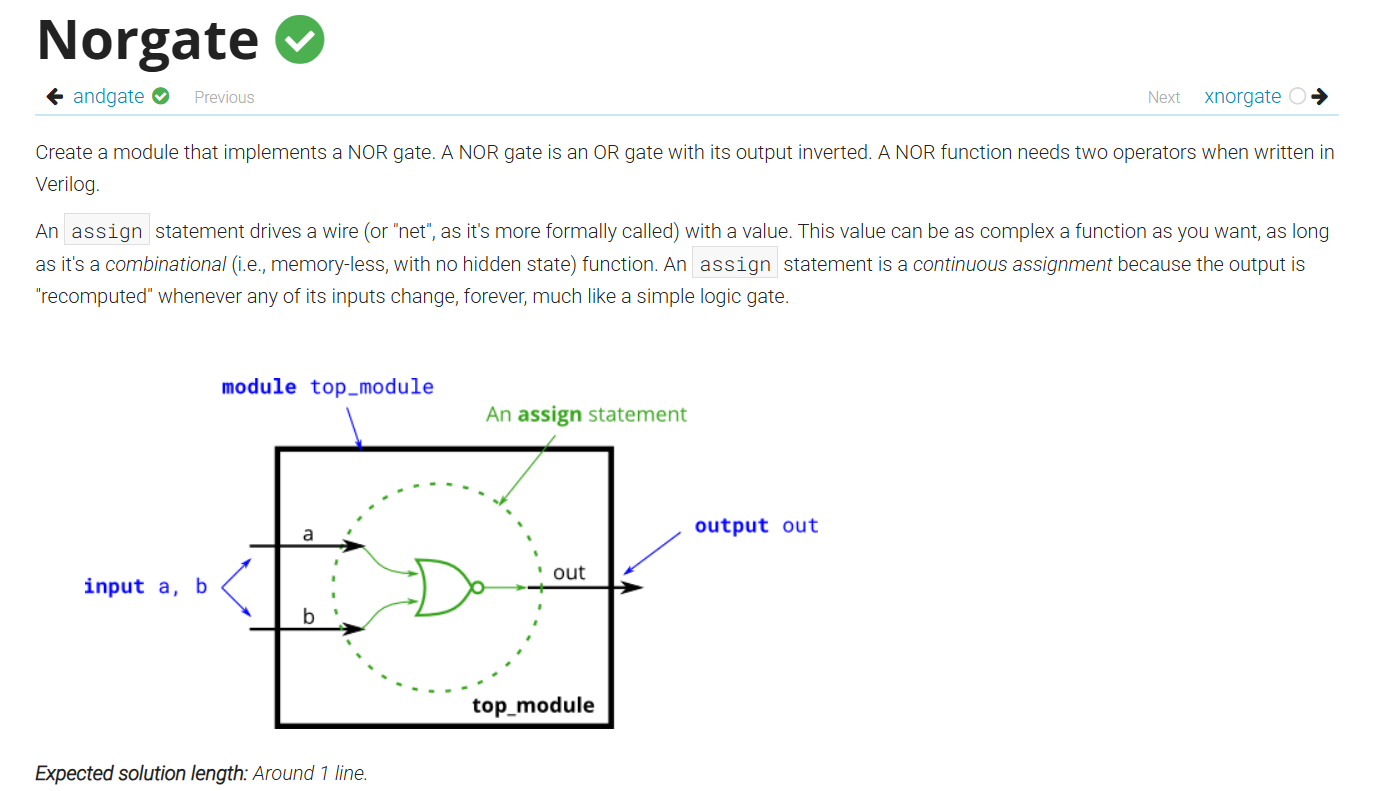 Norgate
andgate Previous Next xnorgate
Create a module that implements a NOR gate. A NOR gate is an OR gate with its output inverted. A NOR function needs two operators when written in
Verilog.
An assign statement drives a wire (or "net", as it's more formally called) with a value. This value can be as complex a function as you want, as long
as it's a combinational (i.e., memory-less, with no hidden state) function. An assign statement is a continuous assignment because the output is
"recomputed" whenever any of its inputs change, forever, much like a simple logic gate.
module top_module
An assign statement
output out
a
out
input a, b
b
top_module
Expected solution length: Around 1 line.